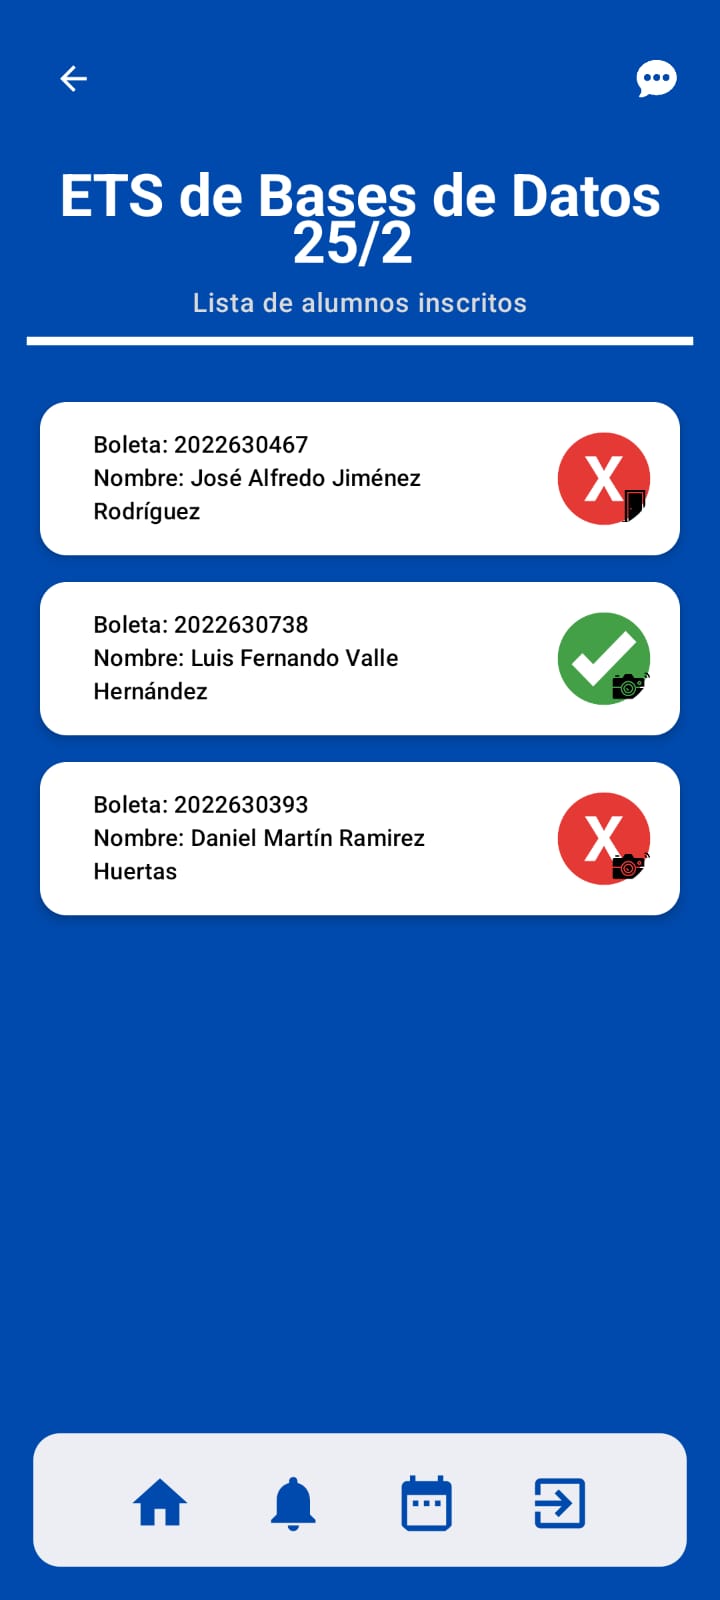 ETS de Bases de Datos
25/2
Lista de alumnos inscritos
Boleta: 2022630467
Nombre: José Alfredo Jiménez
Rodríguez
X
Boleta: 2022630738
Nombre: Luis Fernando Valle
Hernández
Boleta: 2022630393
Nombre: Daniel Martín Ramirez
Huertas
X